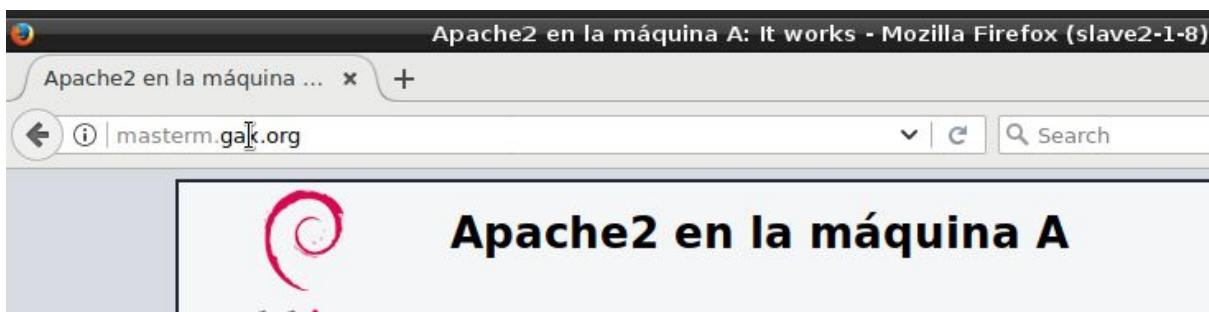 Apache2 en la máquina A: It works - Mozilla Firefox (slave2-1-8)
Apache2 en la máquina ... × +
masterm.gax.org
Search
Apache2 en la máquina A